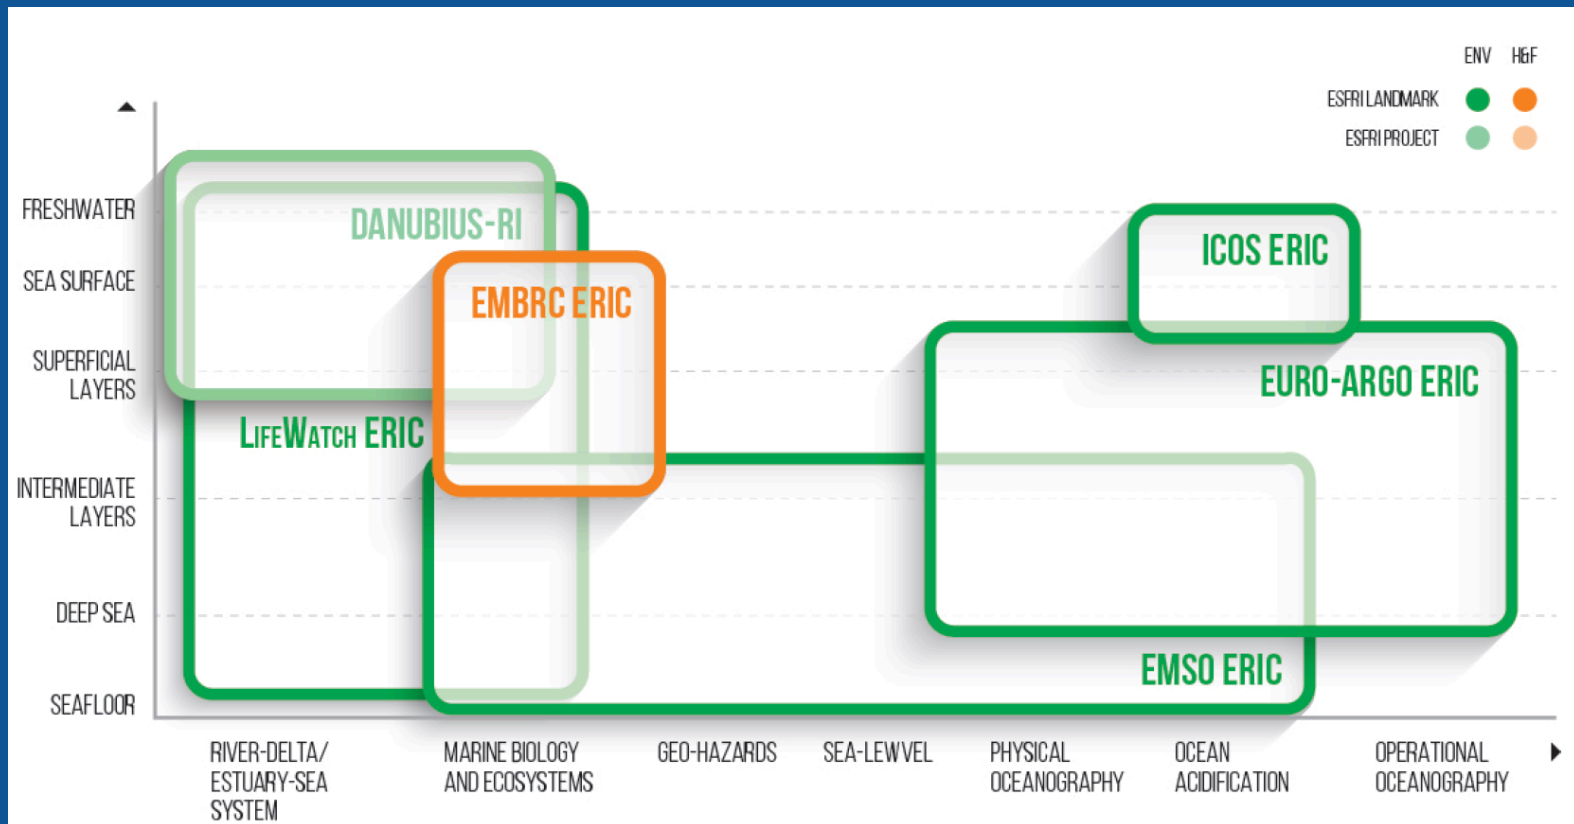 ENV H&F
ESFRI LANDMARK
ESFRI PROJECT
FRESHWATER
SEA SURFACE
SUPERFICIAL
LAYERS
INTERMEDIATE
LAYERS
DEEP SEA
SEAFLOOR
DANUBIUS-RI
EMBRC ERIC
LIFEWATCH ERIC
ICOS ERIC
EURO-ARGO ERIC
EMSO ERIC
RIVER-DELTA/
ESTUARY-SEA
SYSTEM
MARINE BIOLOGY
AND ECOSYSTEMS
GEO-HAZARDS
SEA-LEWVEL
PHYSICAL
OCEANOGRAPHY
OCEAN
ACIDIFICATION
OPERATIONAL
OCEANOGRAPHY